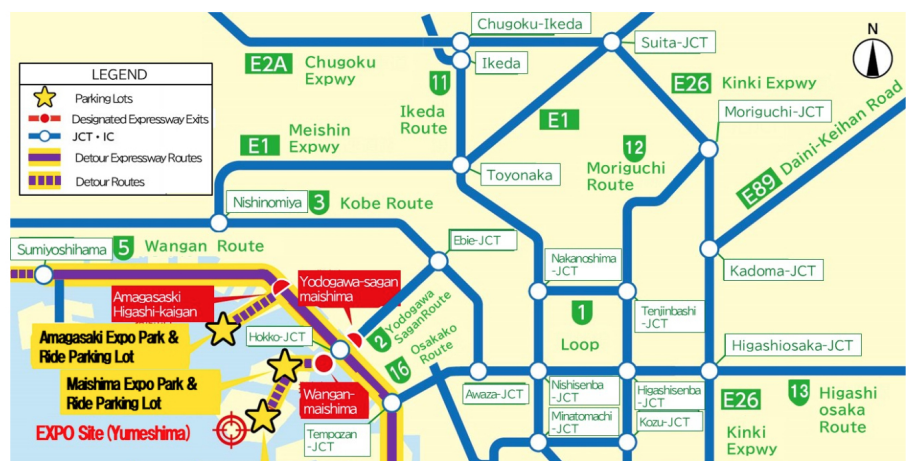 Chugoku-Ikeda
Suita-JCT
N
E2A
Chugoku
Expwy
Ikeda
LEGEND
Parking Lots
Designated Expressway Exits
JCT・IC
Detour Expressway Routes
Detour Routes
11
Ikeda
Route
E26
Kinki Expwy
Moriguchi-JCT
E1
Meishin
Expwy
E1
12
Moriguchi
Route
E89
Daini-Keihan Road
Toyonaka
Nishinomiya
3
Kobe Route
Sumiyoshihama
5
Wangan Route
Ebie-JCT
Nakanoshima
-JCT
Kadoma-JCT
Amagasaski
Higashi-kaigan
Yodogawa-sagan
maishima
Tenjinbashi
-JCT
1
Loop
Amagasaki Expo Park &
Ride Parking Lot
Hokko-JCT
2
Yodogawa
SaganRoute
16
Osakako
Route
Higashiosaka-JCT
Maishima Expo Park &
Ride Parking Lot
Wangan-
maishima
Awaza-JCT
Nishisenba
-JCT
Higashisenba
-JCT
E26
Kinki
Expwy
13
Higashi
osaka
Route
EXPO Site (Yumeshima)
Tempozan
-JCT
Minatomachi
-JCT
Kozu-JCT